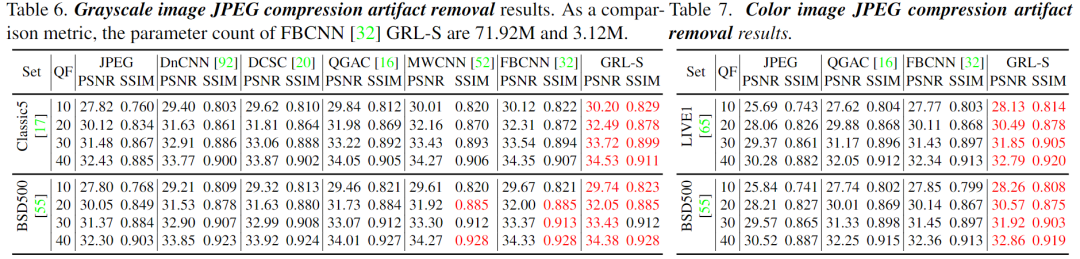 Table 6. Grayscale image JPEG compression artifact removal results. As a compar-
ison metric, the parameter count of FBCNN [32] GRL-S are 71.92M and 3.12M.
Set QF JPEG DnCNN [92] DCSC [20] QGAC [16] MWCNN [52] FBCNN [32] GRL-S
PSNR SSIM PSNR SSIM PSNR SSIM PSNR SSIM PSNR SSIM PSNR SSIM PSNR SSIM
Classic5 [17]
10 27.82 0.760 29.40 0.803 29.62 0.810 29.84 0.812 30.01 0.820 30.12 0.822 30.20 0.829
20 30.12 0.834 31.63 0.861 31.81 0.864 31.98 0.869 32.16 0.870 32.31 0.872 32.49 0.878
30 31.48 0.867 32.91 0.886 33.06 0.888 33.22 0.892 33.43 0.893 33.54 0.894 33.72 0.899
40 32.43 0.885 33.77 0.900 33.87 0.902 34.05 0.905 34.27 0.906 34.35 0.907 34.53 0.911
BSD500 [55]
10 27.80 0.768 29.21 0.809 29.32 0.813 29.46 0.821 29.61 0.820 29.67 0.821 29.74 0.823
20 30.05 0.849 31.53 0.878 31.63 0.880 31.73 0.884 31.92 0.885 32.00 0.885 32.05 0.885
30 31.37 0.884 32.90 0.907 32.99 0.908 33.07 0.912 33.30 0.912 33.37 0.913 33.43 0.912
40 32.30 0.903 33.85 0.923 33.92 0.924 34.01 0.927 34.27 0.928 34.33 0.928 34.38 0.928
Table 7. Color image JPEG compression artifact
removal results.
Set QF JPEG QGAC [16] FBCNN [32] GRL-S
PSNR SSIM PSNR SSIM PSNR SSIM PSNR SSIM
LIVE1 [65]
10 25.69 0.743 27.62 0.804 27.77 0.803 28.13 0.814
20 28.06 0.826 29.88 0.868 30.11 0.868 30.49 0.878
30 29.37 0.861 31.17 0.896 31.43 0.897 31.85 0.905
40 30.28 0.882 32.05 0.912 32.34 0.913 32.79 0.920
BSD500 [55]
10 25.84 0.741 27.74 0.802 27.85 0.799 28.26 0.808
20 28.21 0.827 30.01 0.869 30.14 0.867 30.57 0.875
30 29.57 0.865 31.33 0.898 31.45 0.897 31.92 0.903
40 30.52 0.887 32.25 0.915 32.36 0.913 32.86 0.919